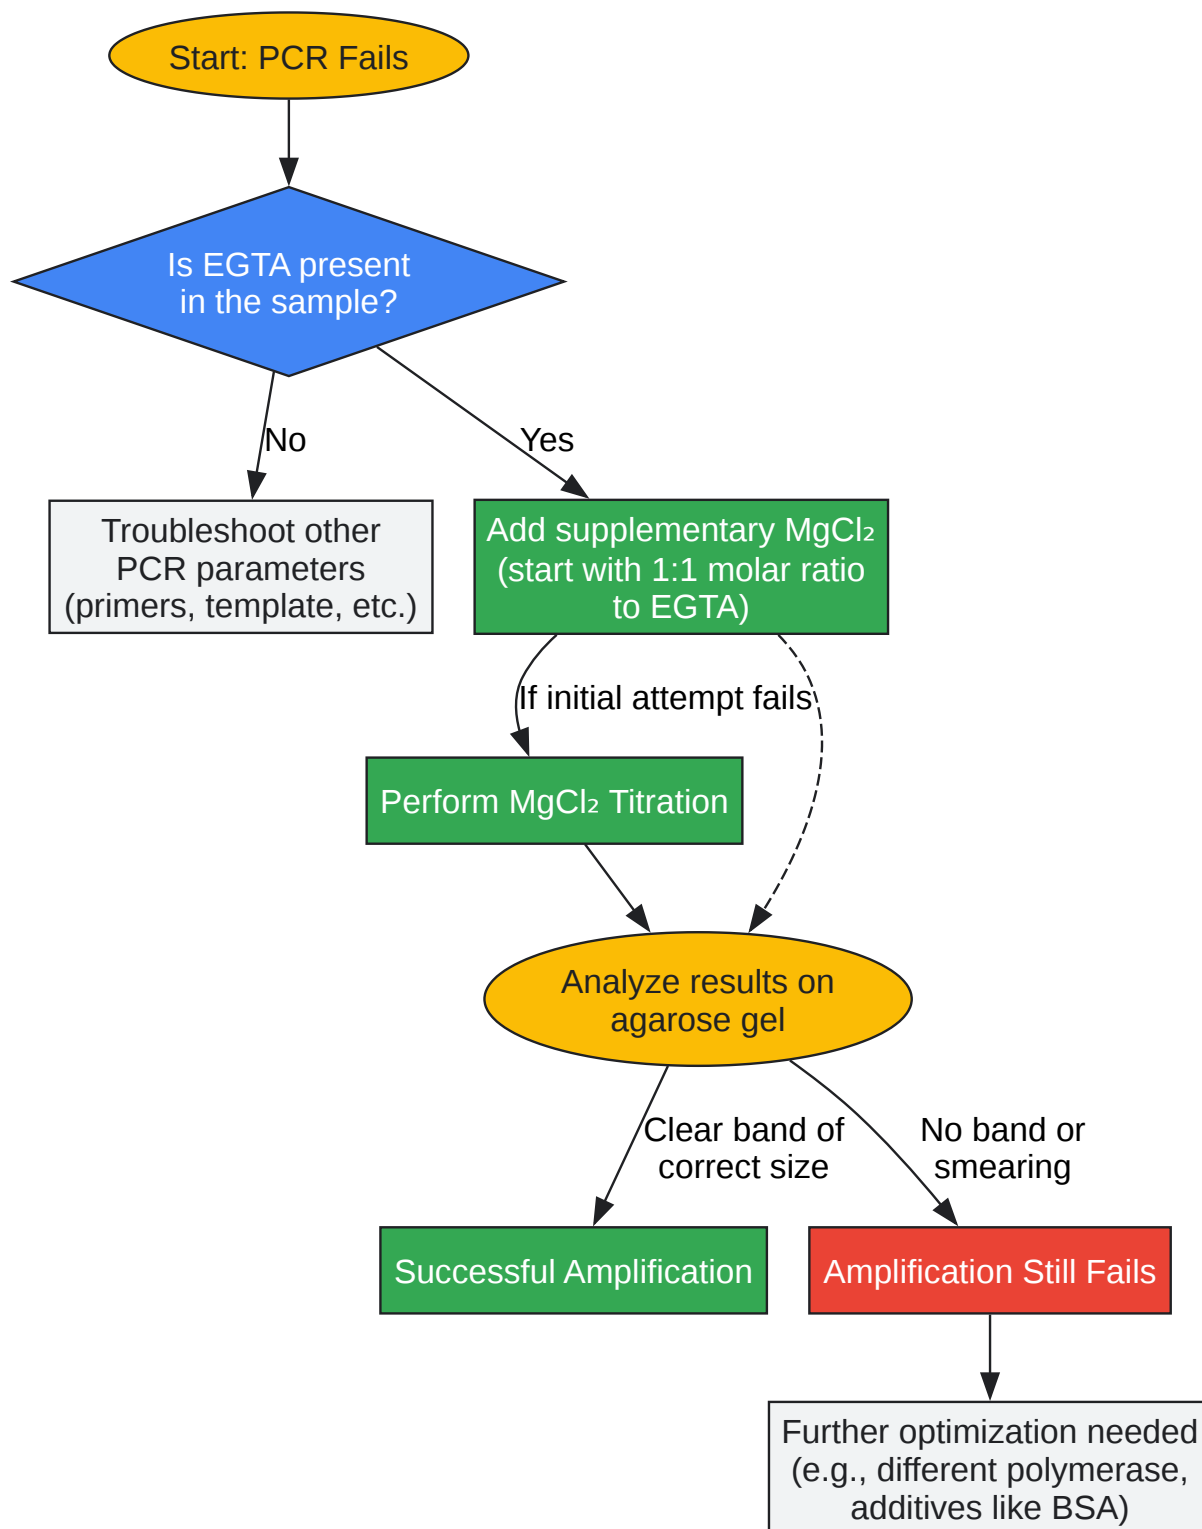 Start: PCR Fails
Is EGTA present
in the sample?
No
Yes
Troubleshoot other
PCR parameters
(primers, template, etc.)
Add supplementary MgCl₂
(start with 1:1 molar ratio
to EGTA)
If initial attempt fails
Perform MgCl₂ Titration
Analyze results on
agarose gel
Clear band of
correct size
No band or
smearing
Successful Amplification
Amplification Still Fails
Further optimization needed
(e.g., different polymerase,
additives like BSA)